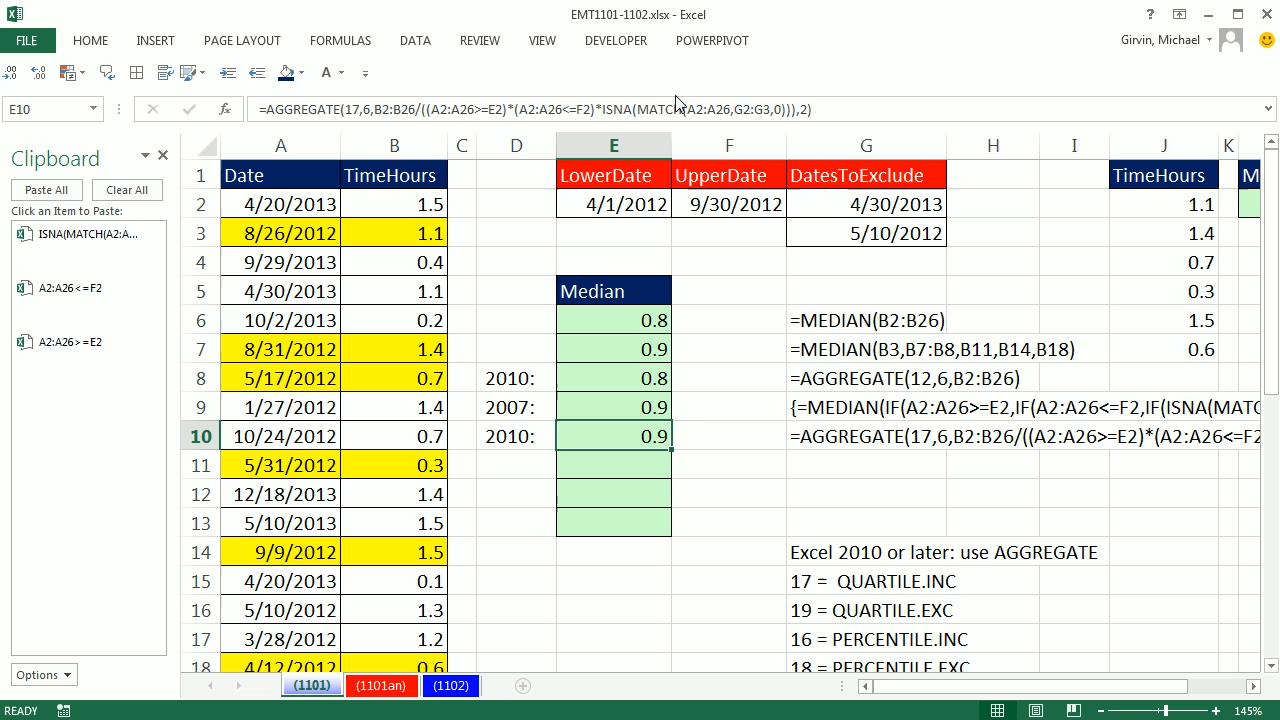 EMT1101-1102.xlsx - Excel
FILE HOME INSERT PAGE LAYOUT FORMULAS DATA REVIEW VIEW DEVELOPER POWERPIVOT Girvin, Michael
E10 fx =AGGREGATE(17,6,B2:B26/((A2:A26>=E2)*(A2:A26<=F2)*ISNA(MATCH(A2:A26,G2:G3,0))),2)
Clipboard
Paste All Clear All
Click an Item to Paste:
ISNA(MATCH(A2:A...
A2:A26<=F2
A2:A26>=E2
Options
A B C D E F G H I J K
1 Date TimeHours LowerDate UpperDate DatesToExclude TimeHours M
2 4/20/2013 1.5 4/1/2012 9/30/2012 4/30/2013 1.1
3 8/26/2012 1.1 5/10/2012 1.4
4 9/29/2013 0.4 0.7
5 4/30/2013 1.1 Median 0.3
6 10/2/2013 0.2 0.8 =MEDIAN(B2:B26) 1.5
7 8/31/2012 1.4 0.9 =MEDIAN(B3,B7:B8,B11,B14,B18) 0.6
8 5/17/2012 0.7 2010: 0.8 =AGGREGATE(12,6,B2:B26)
9 1/27/2012 1.4 2007: 0.9 {=MEDIAN(IF(A2:A26>=E2,IF(A2:A26<=F2,IF(ISNA(MATC
10 10/24/2012 0.7 2010: 0.9 =AGGREGATE(17,6,B2:B26/((A2:A26>=E2)*(A2:A26<=F2
11 5/31/2012 0.3
12 12/18/2013 1.4
13 5/10/2013 1.5
14 9/9/2012 1.5 Excel 2010 or later: use AGGREGATE
15 4/20/2013 0.1 17 = QUARTILE.INC
16 5/10/2012 1.3 19 = QUARTILE.EXC
17 3/28/2012 1.2 16 = PERCENTILE.INC
18 4/12/2012 0.6 18 = PERCENTILE.EXC
(1101) (1101an) (1102)
READY 145%